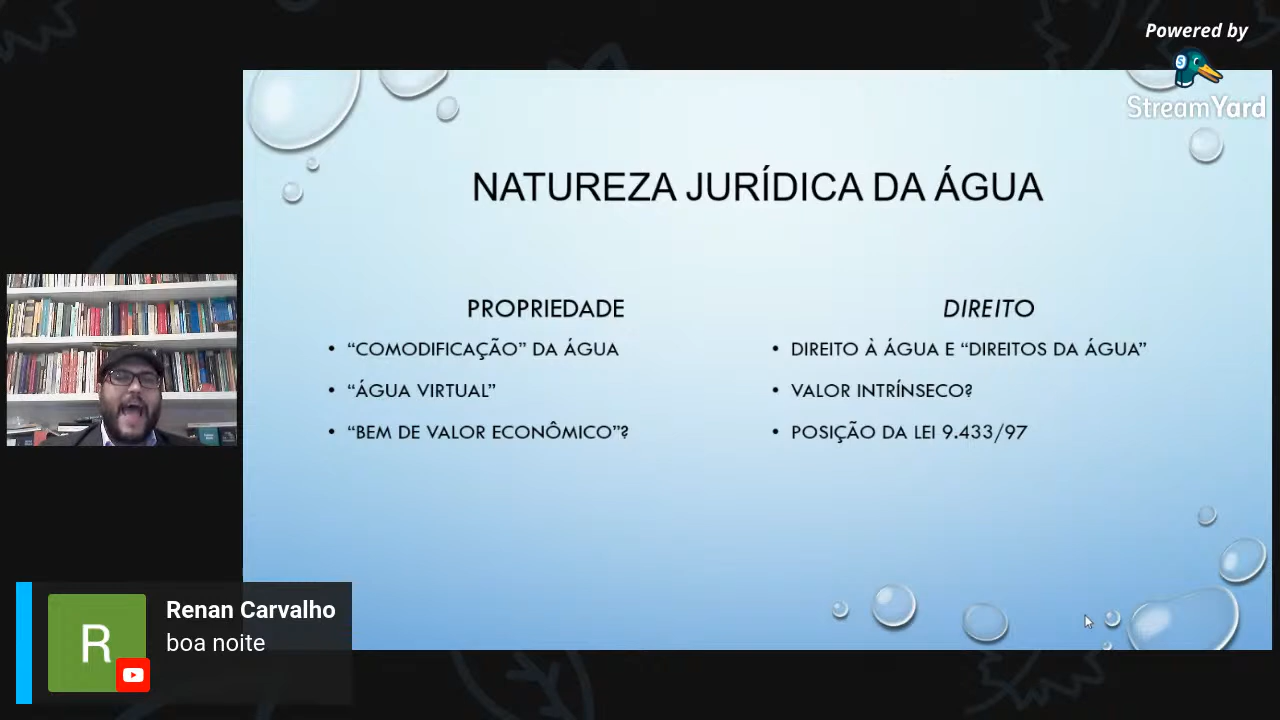 Powered by
StreamYard
NATUREZA JURÍDICA DA ÁGUA
PROPRIEDADE
• “COMODIFICAÇÃO” DA ÁGUA
• “ÁGUA VIRTUAL”
• “BEM DE VALOR ECONÔMICO”?
DIREITO
• DIREITO À ÁGUA E “DIREITOS DA ÁGUA”
• VALOR INTRÍNSECO?
• POSIÇÃO DA LEI 9.433/97
R
Renan Carvalho
boa noite